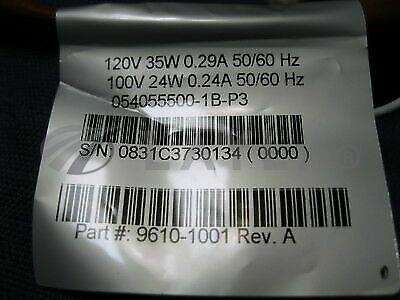 120V 35W 0.29A 50/60 Hz
100V 24W 0.24A 50/60 Hz
054055500-1B-P3
S/N: 0831C3730134 ( 0000 )
Part #: 9610-1001 Rev. A